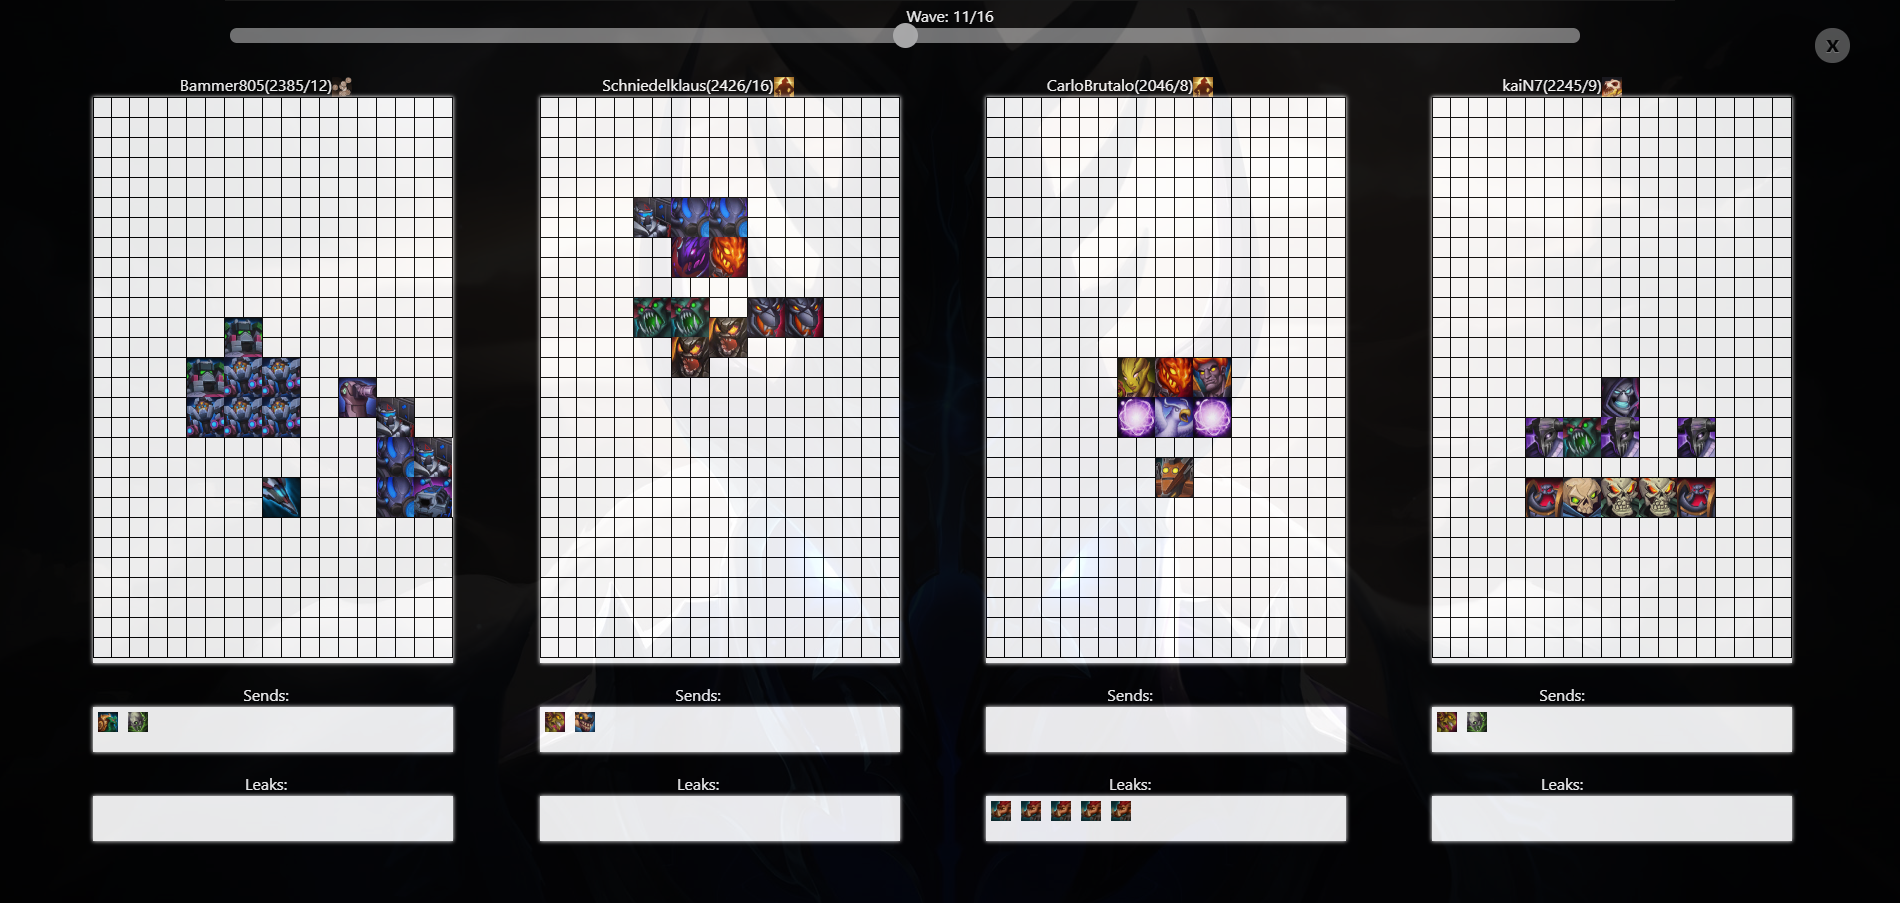 Wave: 11/16
X
Bammer805(2385/12)
Schniedelklaus(2426/16)
CarloBrutalo(2046/8)
kaiN7(2245/9)
Sends:
Sends:
Sends:
Sends:
Leaks:
Leaks:
Leaks:
Leaks: